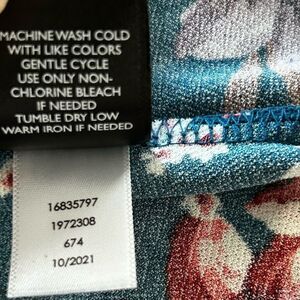 MACHINE WASH COLD
WITH LIKE COLORS
GENTLE CYCLE
USE ONLY NON-
CHLORINE BLEACH
IF NEEDED
TUMBLE DRY LOW
WARM IRON IF NEEDED
16835797
1972308
674
10/2021